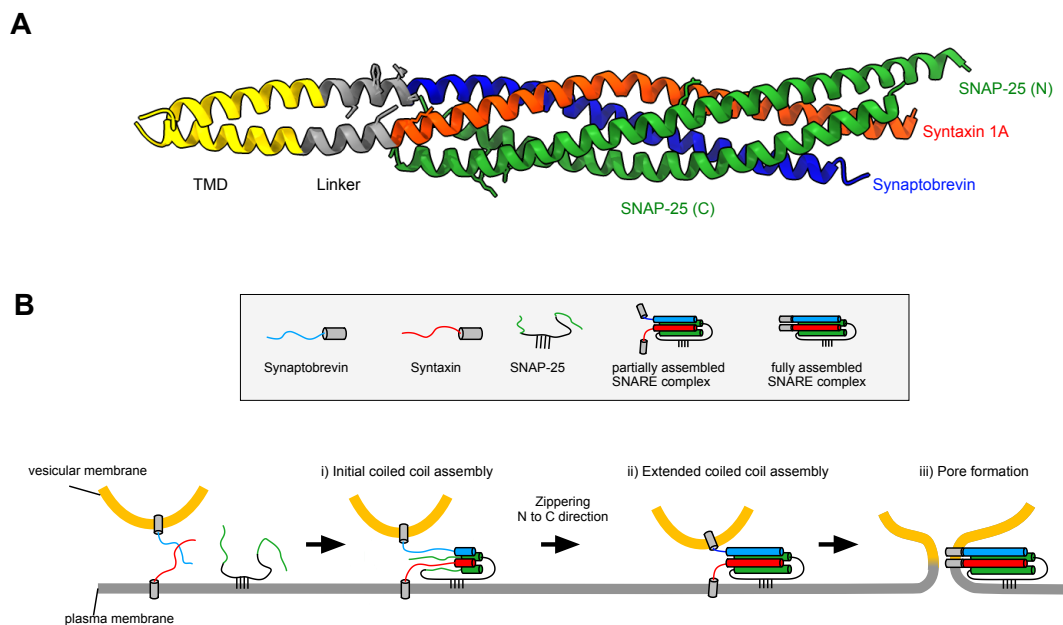 A
SNAP-25 (N)
Syntaxin 1A
TMD
Linker
Synaptobrevin
SNAP-25 (C)
B
Synaptobrevin
Syntaxin
SNAP-25
partially assembled
SNARE complex
fully assembled
SNARE complex
vesicular membrane
i) Initial coiled coil assembly
Zippering
N to C direction
ii) Extended coiled coil assembly
iii) Pore formation
plasma membrane